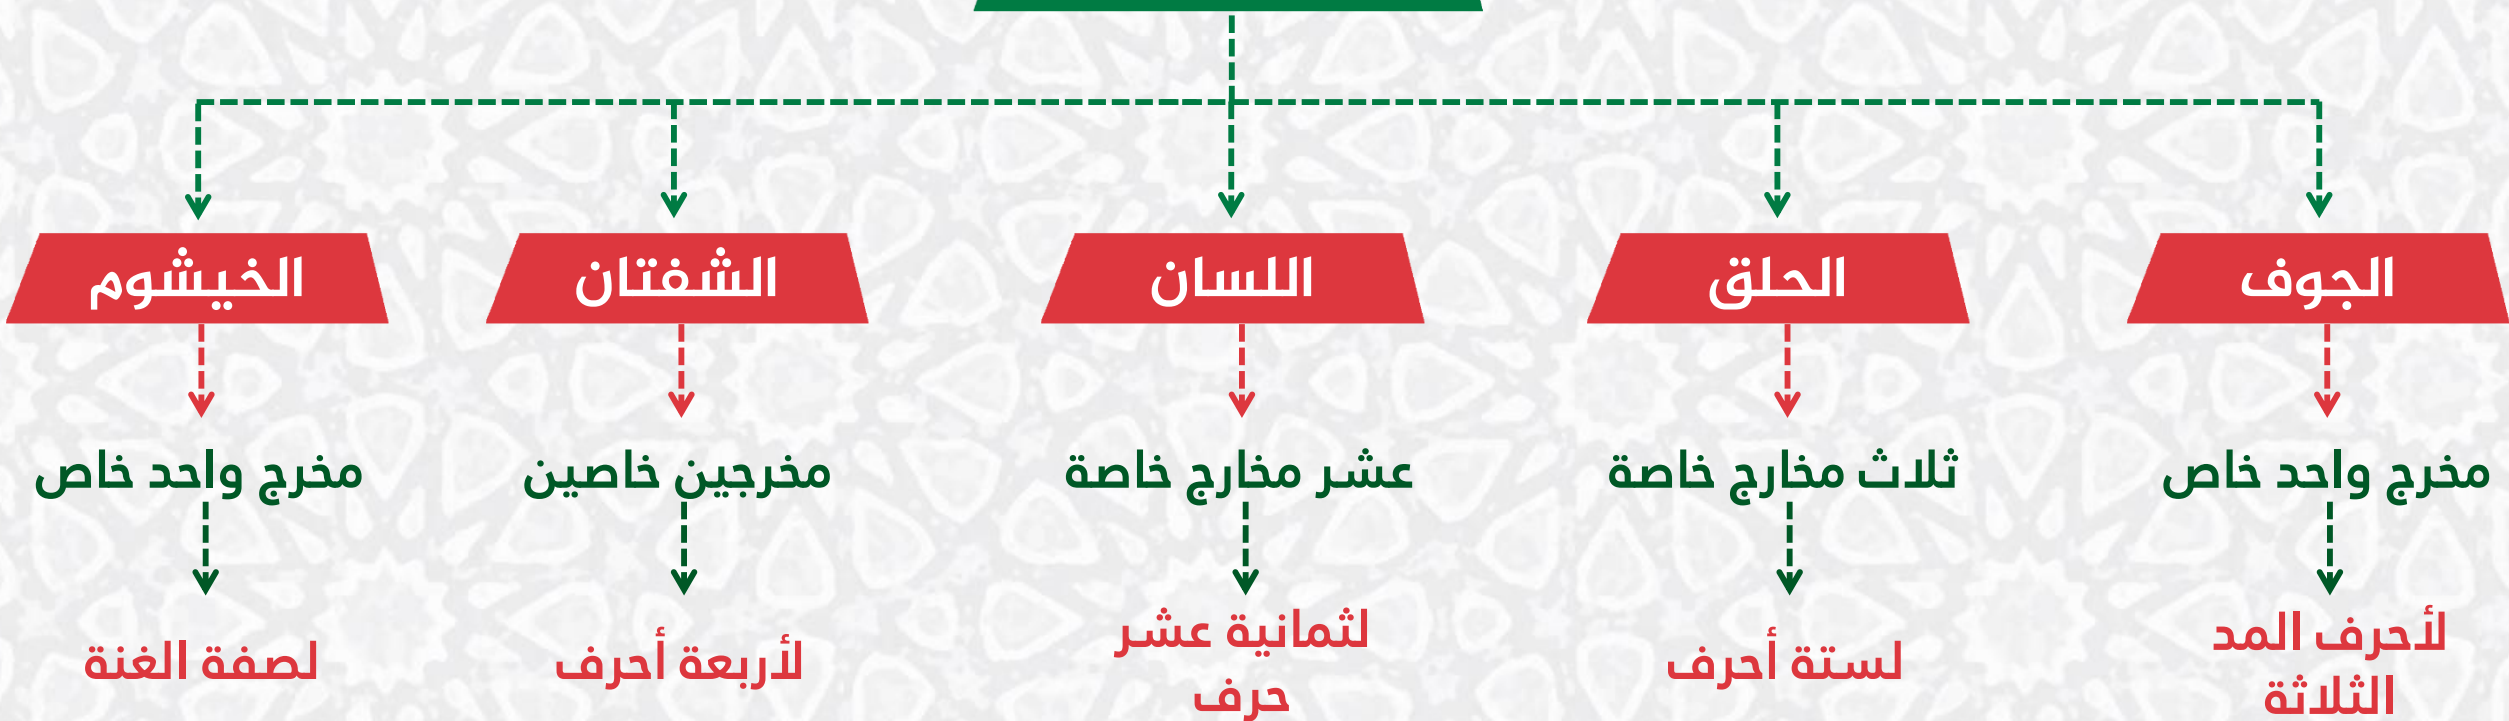 الجوف
الحلق
اللسان
الشفتان
الخيشوم
مخرج واحد خاص
ثلاث مخارج خاصة
عشر مخارج خاصة
مخرجين خاصين
مخرج واحد خاص
لأحرف المد
الثلاثة
لستة أحرف
لثمانية عشر
حرف
لأربعة أحرف
لصفة الغنة